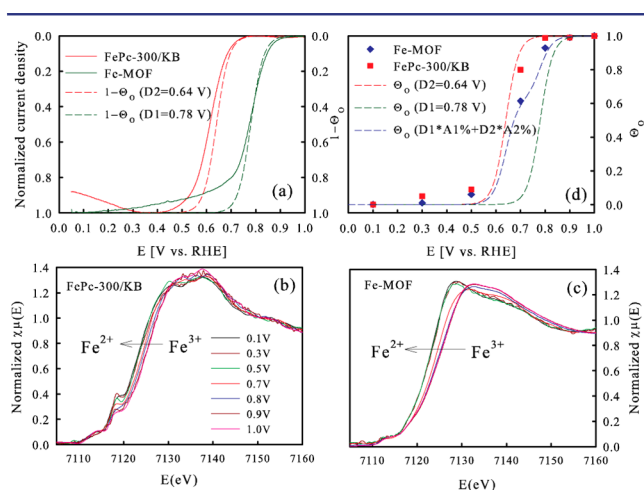 Normalized current density
0.0
0.2
0.4
0.6
0.8
1.0
FePc-300/KB
Fe-MOF
1−Θo (D2=0.64 V)
1−Θo (D1=0.78 V)
(a)
0.0 0.1 0.2 0.3 0.4 0.5 0.6 0.7 0.8 0.9 1.0
E [V vs. RHE]
0.0
0.2
0.4
0.6
0.8
1.0
1−Θo
Fe-MOF
FePc-300/KB
Θo (D2=0.64 V)
Θo (D1=0.78 V)
Θo (D1*A1%+D2*A2%)
(d)
0.0 0.1 0.2 0.3 0.4 0.5 0.6 0.7 0.8 0.9 1.0
E [V vs. RHE]
1.0
0.8
0.6
0.4
0.2
0.0
Θo
Normalized χμ(E)
1.4
1.2
1.0
0.8
0.6
0.4
0.2
0.0
FePc-300/KB
(b)
Fe2+ Fe3+
0.1V
0.3V
0.5V
0.7V
0.8V
0.9V
1.0V
7110 7120 7130 7140 7150 7160
E(eV)
Fe-MOF
(c)
Fe2+ Fe3+
7110 7120 7130 7140 7150 7160
E(eV)
1.4
1.2
1.0
0.8
0.6
0.4
0.2
0.0
Normalized χμ(E)